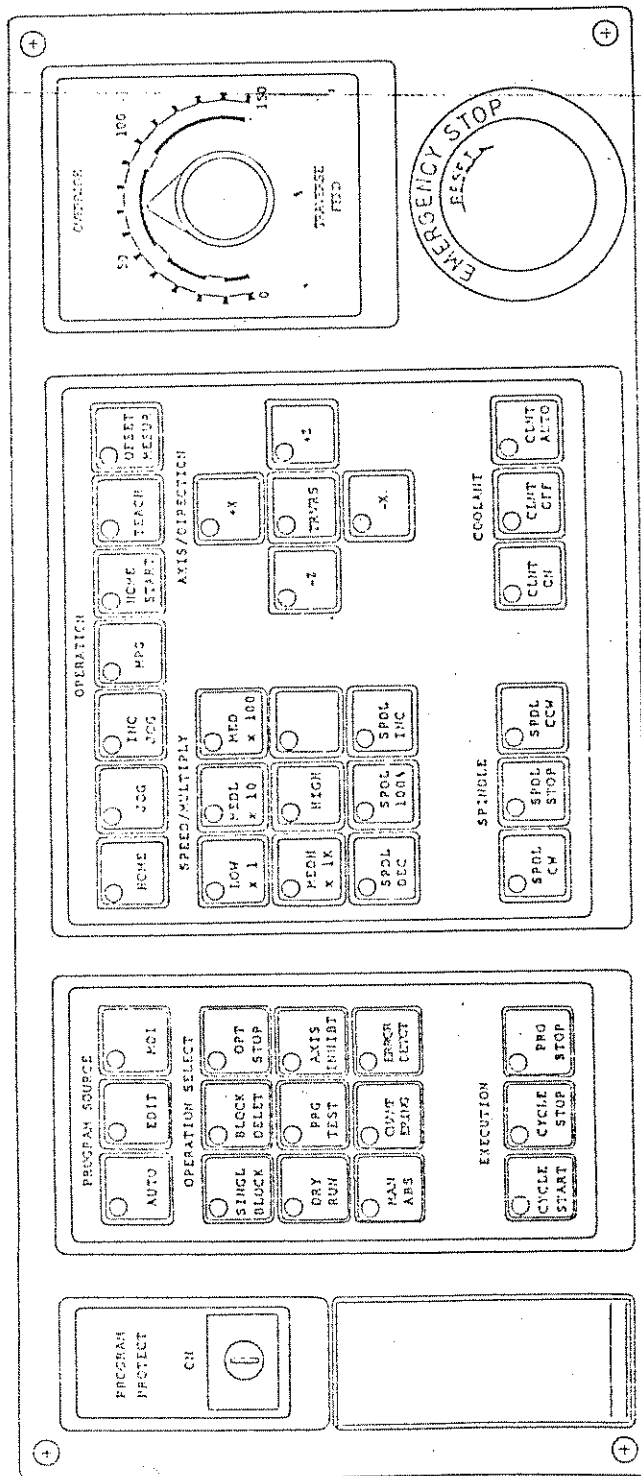 PROGRAM
PROTECT
ON
PROGRAM SOURCE
AUTO
EDIT
MDI
OPERATION SELECT
SINGL
BLOCK
BLOCK
DELET
OPT
STOP
DRY
RUN
PRG
TEST
AXIS
INHIBT
MAN
ABS
ERROR
EXECUTION
CYCLE
START
CYCLE
STOP
PRO
STOP
OPERATION
HOME
JOG
INC
JOG
MPG
HOME
START
TEACH
OFSET
MESUR
SPEED/MULTIPLY
LOW
x 1
MEDL
x 10
MED
x 100
MEDH
x 1K
HIGH
SPDL
DEC
SPDL
100%
SPDL
INC
AXIS/DIRECTION
+X
-Z
TRVRS
+Z
-X
SPINDLE
SPDL
CW
SPDL
STOP
SPDL
CCW
COOLANT
CLNT
ON
CLNT
OFF
CLNT
AUTO
OVERRIDE
0
50
100
150
TRAVERSE
FEED
EMERGENCY STOP
RESET